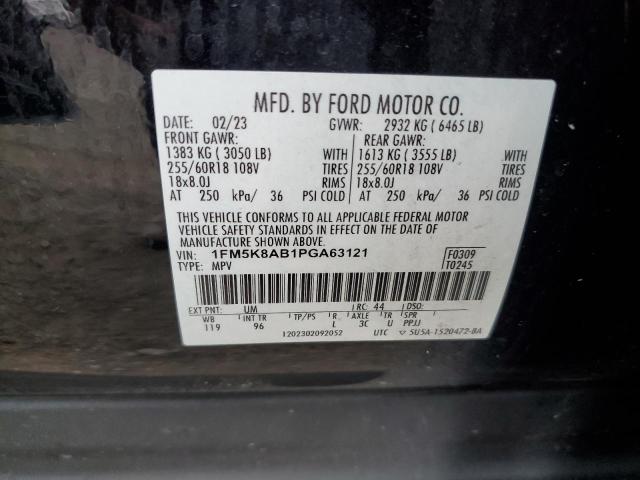 MFD. BY FORD MOTOR CO.
DATE: 02/23 GVWR: 2932 KG ( 6465 LB)
FRONT GAWR: REAR GAWR:
1383 KG ( 3050 LB) WITH 1613 KG ( 3555 LB) WITH
255/60R18 108V TIRES 255/60R18 108V TIRES
18x8.0J RIMS 18x8.0J RIMS
AT 250 kPa/ 36 PSI COLD AT 250 kPa/ 36 PSI COLD
THIS VEHICLE CONFORMS TO ALL APPLICABLE FEDERAL MOTOR
VEHICLE SAFETY STANDARDS IN EFFECT ON THE DATE OF
MANUFACTURE SHOWN ABOVE.
VIN: 1FM5K8AB1PGA63121 F0309
TYPE: MPV T0245
EXT PNT: UM RC: 44 DSO:
WB INT TR TP/PS R AXLE TR SPR
119 96 L 3C U PPJJ
1202302092052 UTC ▽ 5U5A-1520472-BA